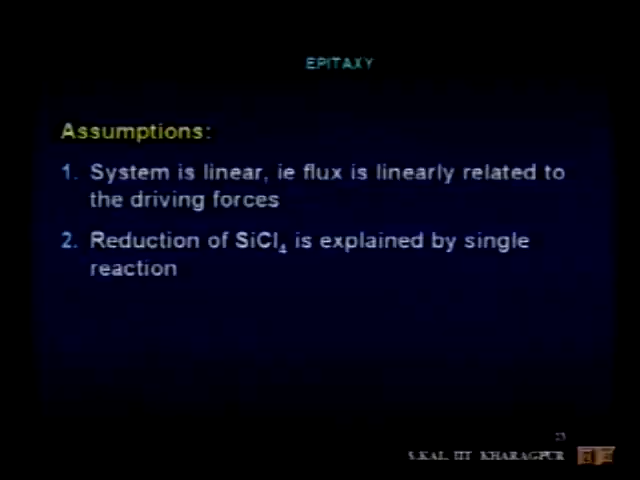 EPITAXY
Assumptions:
1. System is linear, ie flux is linearly related to
the driving forces
2. Reduction of SiCl₄ is explained by single
reaction
23
S.KAL, IIT KHARAGPUR